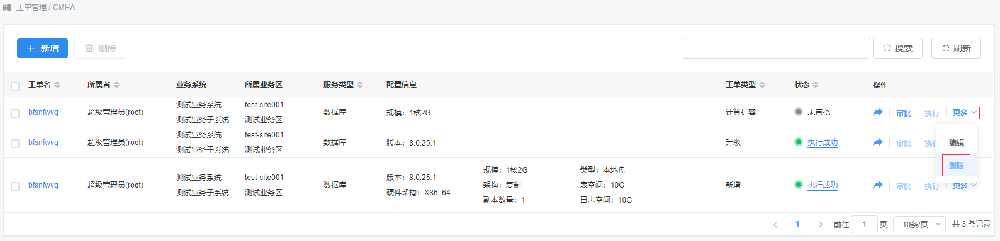 工单管理 / CMHA
新增 删除 搜索 刷新
工单名 所属者 业务系统 所属业务区 服务类型 配置信息 工单类型 状态 操作
bfsnfwvq 超级管理员(root) 测试业务系统 test-site001 数据库 规模：1核2G 计算扩容 未审批 审批 执行 更多
测试业务子系统 测试业务区
编辑
删除
bfsnfwvq 超级管理员(root) 测试业务系统 test-site001 数据库 版本：8.0.25.1 升级 执行成功 审批 执行
测试业务子系统 测试业务区
bfsnfwvq 超级管理员(root) 测试业务系统 test-site001 数据库 版本：8.0.25.1 规模：1核2G 类型：本地盘 新增 执行成功 审批 执行 更多
测试业务子系统 测试业务区 硬件架构：X86_64 架构：复制 表空间：10G
副本数量：1 日志空间：10G
1 前往 1 页 10条/页 共 3 条记录